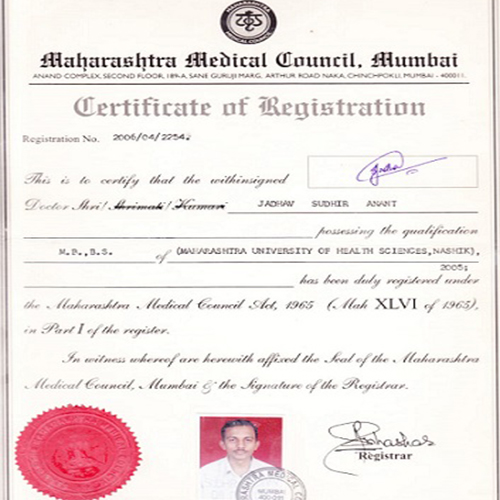 Maharashtra Medical Council, Mumbai
ANAND COMPLEX, SECOND FLOOR, 189-A, SANE GURUJI MARG, ARTHUR ROAD NAKA, CHINCHPOKLI, MUMBAI - 400011.
Certificate of Registration
Registration No. 2006/04/2254
This is to certify that the withinsigned
Doctor Shri/ Shrimati/ Kumari JADHAV SUDHIR ANANT
possessing the qualification
M.B.,B.S. of (MAHARASHTRA UNIVERSITY OF HEALTH SCIENCES, NASHIK),
2005;
has been duly registered under
the Maharashtra Medical Council Act, 1965 (Mah XLVI of 1965),
in Part I of the register.
In witness whereof are herewith affixed the Seal of the Maharashtra
Medical Council, Mumbai & the Signature of the Registrar.
Registrar
MUMBAI